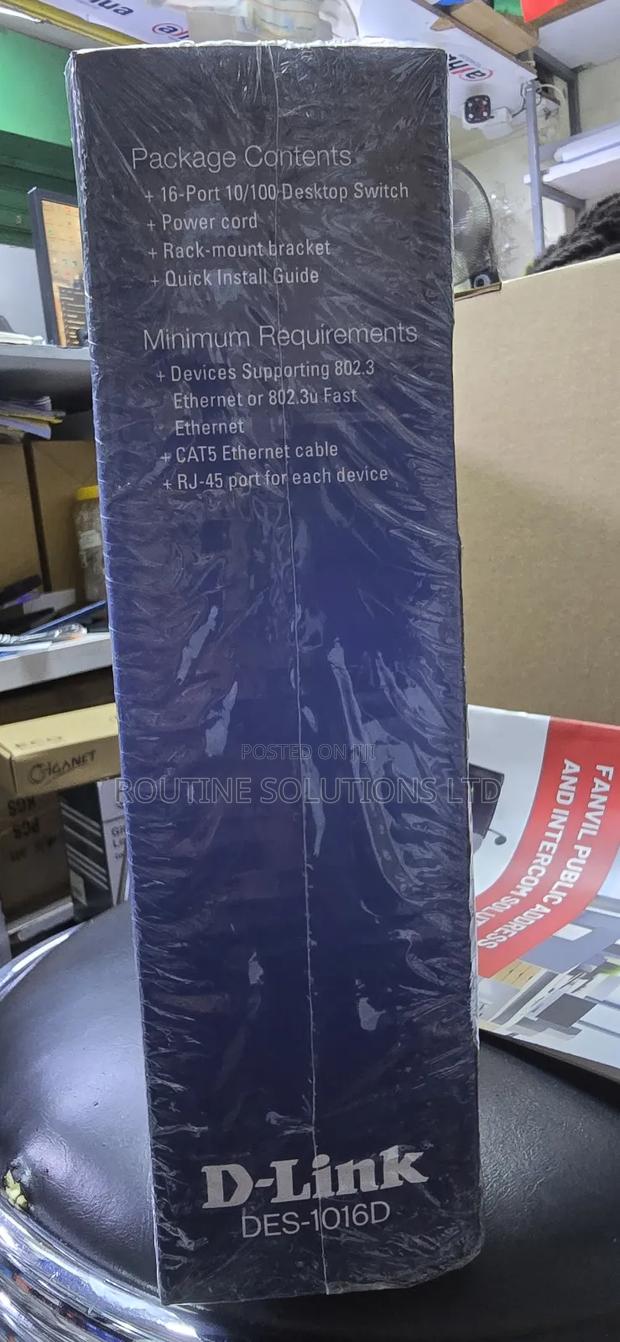 Package Contents
+ 16-Port 10/100 Desktop Switch
+ Power cord
+ Rack-mount bracket
+ Quick Install Guide
Minimum Requirements
+ Devices Supporting 802.3
Ethernet or 802.3u Fast
Ethernet
+ CAT5 Ethernet cable
+ RJ-45 port for each device
POSTED ON JIJI
ROUTINE SOLUTIONS LTD
GIGANET
FANVIL PUBLIC ADDRESS
AND INTERCOM
D-Link
DES-1016D